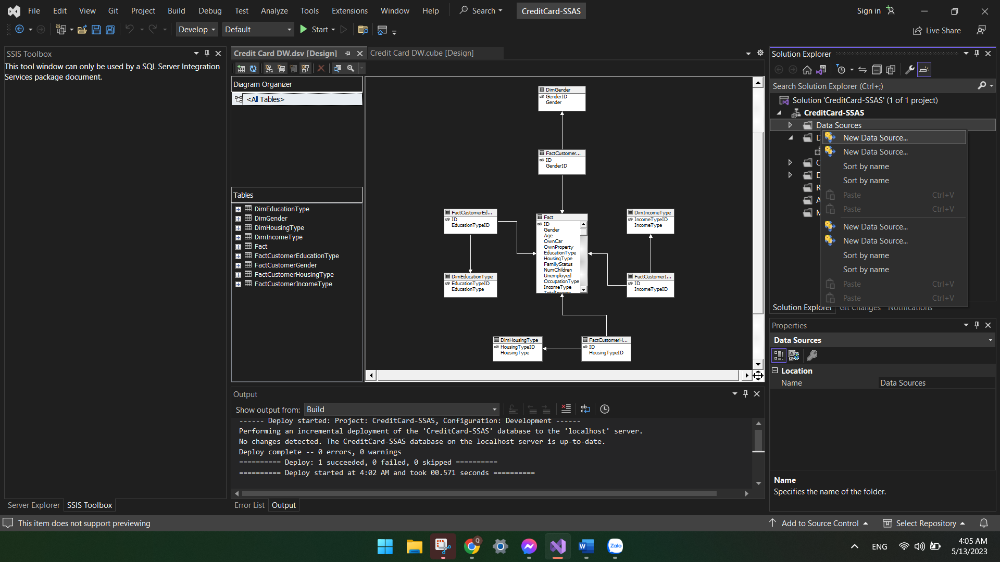 File Edit View Git Project Build Debug Test Analyze Tools Extensions Window Help Search CreditCard-SSAS Sign in
Develop Default Start Live Share
SSIS Toolbox
This tool window can only be used by a SQL Server Integration
Services package document.
Server Explorer SSIS Toolbox
Credit Card DW.dsv [Design] Credit Card DW.cube [Design]
Diagram Organizer
<All Tables>
Tables
DimEducationType
DimGender
DimHousingType
DimIncomeType
Fact
FactCustomerEducationType
FactCustomerGender
FactCustomerHousingType
FactCustomerIncomeType
DimGender
GenderID
Gender
FactCustomer...
ID
GenderID
FactCustomerEd...
ID
EducationTypeID
Fact
ID
Gender
Age
OwnCar
OwnProperty
EducationType
HousingType
FamilyStatus
NumChildren
Unemployed
OccupationType
IncomeType
TotalIncome
DimIncomeType
IncomeTypeID
IncomeType
DimEducationType
EducationTypeID
EducationType
FactCustomerI...
ID
IncomeTypeID
DimHousingType
HousingTypeID
HousingType
FactCustomerH...
ID
HousingTypeID
Output
Show output from: Build
------ Deploy started: Project: CreditCard-SSAS, Configuration: Development ------
Performing an incremental deployment of the 'CreditCard-SSAS' database to the 'localhost' server.
No changes detected. The CreditCard-SSAS database on the localhost server is up-to-date.
Deploy complete -- 0 errors, 0 warnings
========== Deploy: 1 succeeded, 0 failed, 0 skipped ==========
========== Deploy started at 4:02 AM and took 00.571 seconds ==========
Error List Output
Solution Explorer
Search Solution Explorer (Ctrl+;)
Solution 'CreditCard-SSAS' (1 of 1 project)
CreditCard-SSAS
Data Sources
D
C
D
R
A
M
New Data Source...
New Data Source...
Sort by name
Sort by name
Paste Ctrl+V
Paste Ctrl+V
New Data Source...
New Data Source...
Sort by name
Sort by name
Paste Ctrl+V
Paste Ctrl+V
Solution Explorer Git Changes Notifications
Properties
Data Sources
Location
Name Data Sources
Name
Specifies the name of the folder.
This item does not support previewing Add to Source Control Select Repository
Q W Zalo ENG 4:05 AM
5/13/2023